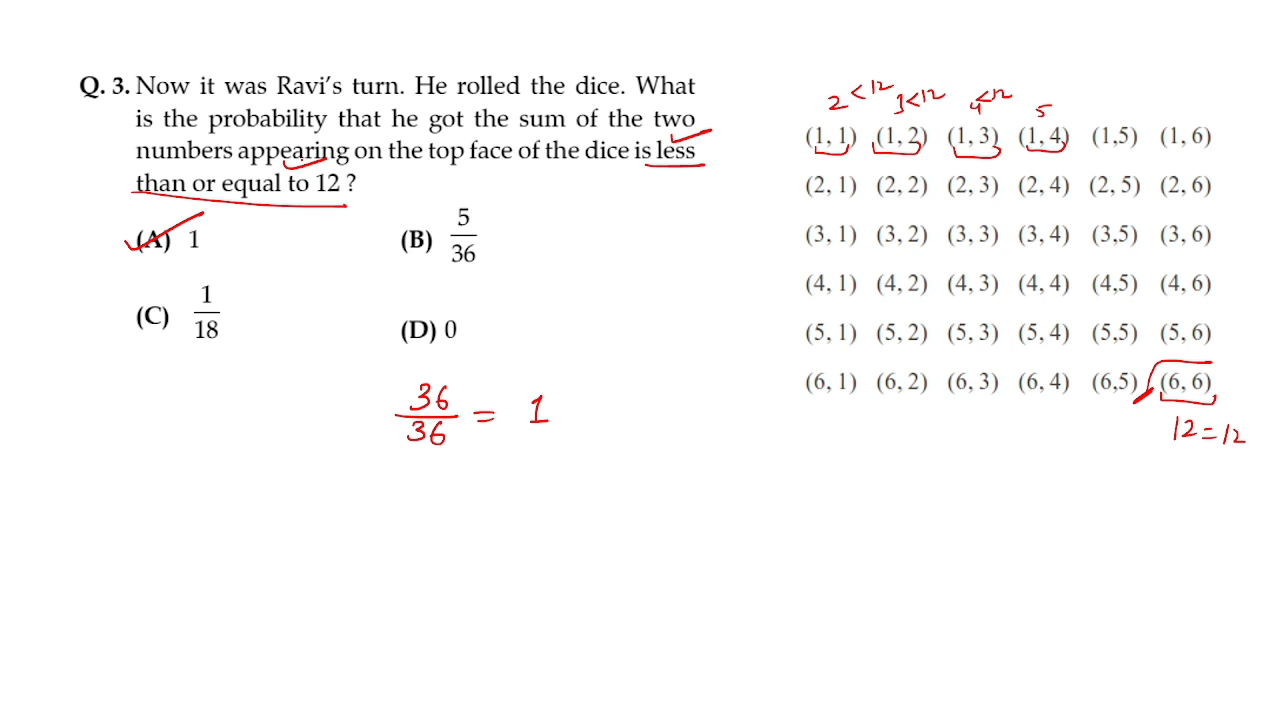 Q. 3. Now it was Ravi's turn. He rolled the dice. What
is the probability that he got the sum of the two
numbers appearing on the top face of the dice is less
than or equal to 12 ?
(A) 1
(B) 5/36
(C) 1/18
(D) 0
36/36 = 1
2 <12 3<12 4<12 5
(1, 1) (1, 2) (1, 3) (1, 4) (1,5) (1, 6)
(2, 1) (2, 2) (2, 3) (2, 4) (2, 5) (2, 6)
(3, 1) (3, 2) (3, 3) (3, 4) (3,5) (3, 6)
(4, 1) (4, 2) (4, 3) (4, 4) (4,5) (4, 6)
(5, 1) (5, 2) (5, 3) (5, 4) (5,5) (5, 6)
(6, 1) (6, 2) (6, 3) (6, 4) (6,5) (6, 6)
12=12